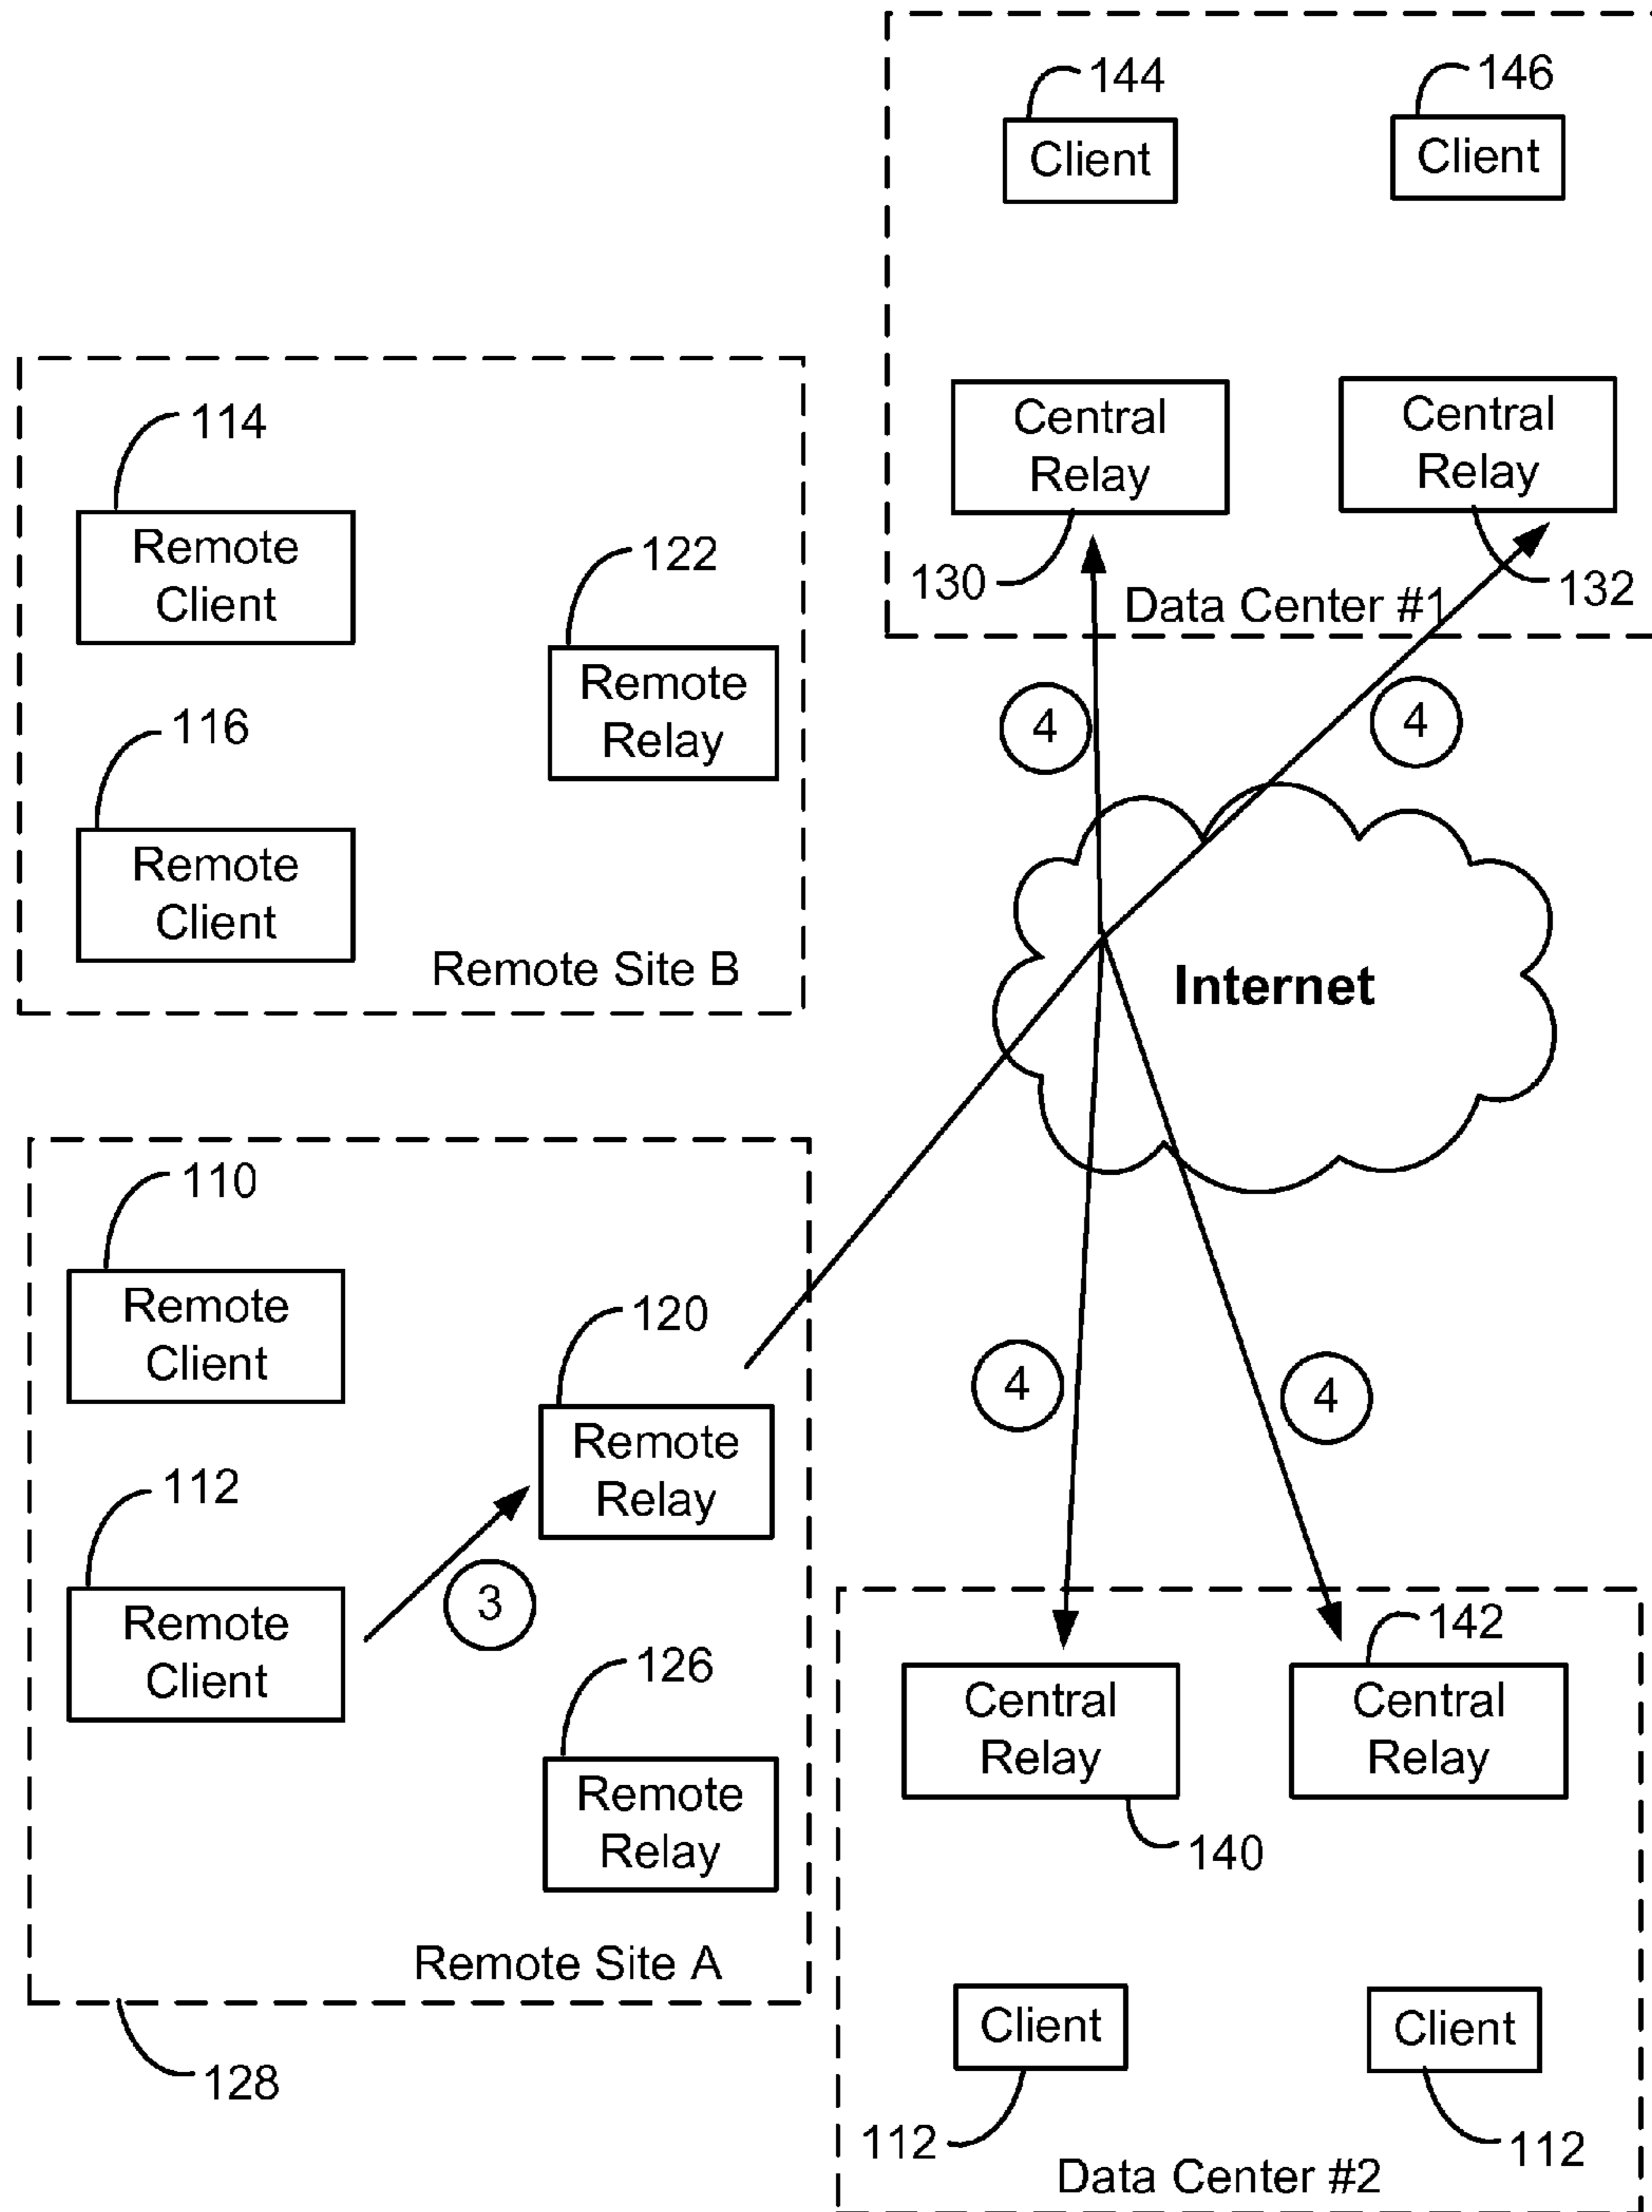 144
146
Client
Client
Central
Relay
Central
Relay
130
132
Data Center #1
114
Remote
Client
122
Remote
Relay
116
Remote
Client
Remote Site B
4
4
Internet
110
Remote
Client
120
Remote
Relay
112
Remote
Client
3
126
Remote
Relay
Remote Site A
128
4
4
142
Central
Relay
Central
Relay
140
Client
Client
112
112
Data Center #2